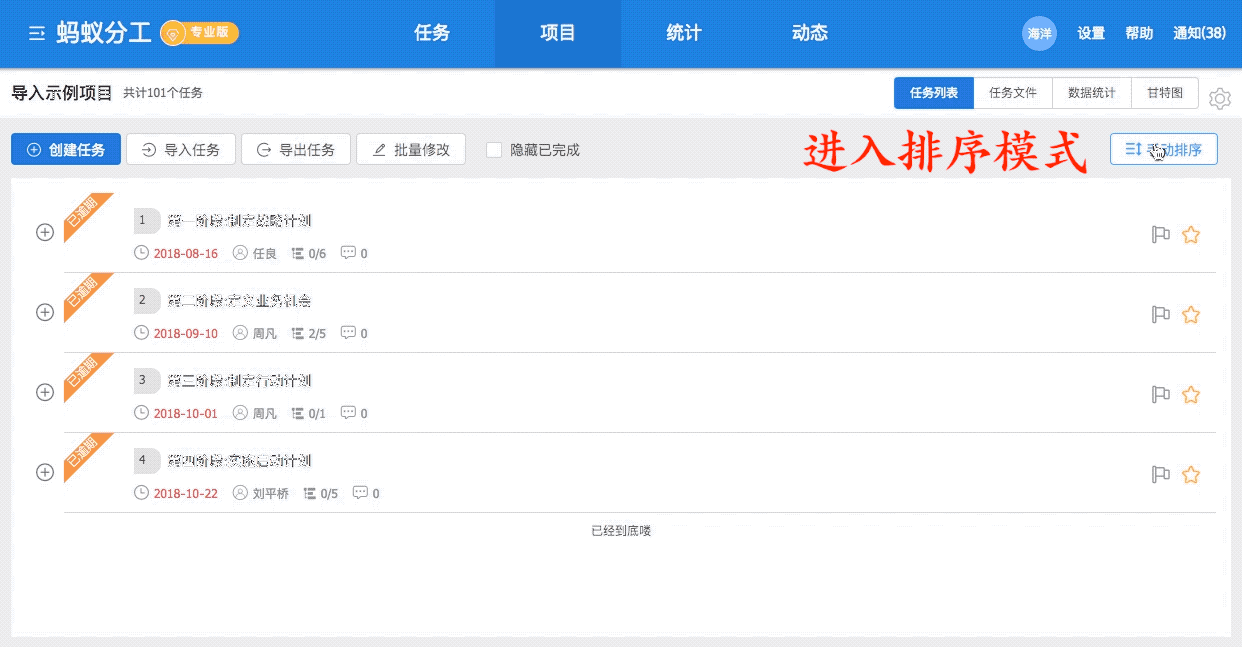 蚂蚁分工 专业版 任务 项目 统计 动态 海洋 设置 帮助 通知(38)
导入示例项目 共计101个任务 任务列表 任务文件 数据统计 甘特图
创建任务 导入任务 导出任务 批量修改 隐藏已完成 进入排序模式 动排序
已逾期 1 第一阶段:制定战略计划
2018-08-16 任良 0/6 0
已逾期 2 第二阶段:定义业务机会
2018-09-10 周凡 2/5 0
已逾期 3 第三阶段:制定行动计划
2018-10-01 周凡 0/1 0
已逾期 4 第四阶段:实施启动计划
2018-10-22 刘平桥 0/5 0
已经到底喽